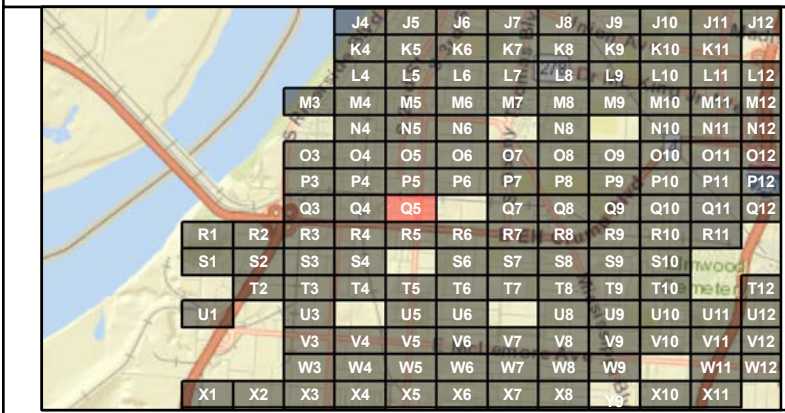 J4 J5 J6 J7 J8 J9 J10 J11 J12
K4 K5 K6 K7 K8 K9 K10 K11
L4 L5 L6 L7 L8 L9 L10 L11 L12
M3 M4 M5 M6 M7 M8 M9 M10 M11 M12
N4 N5 N6 N8 N10 N11 N12
O3 O4 O5 O6 O7 O8 O9 O10 O11 O12
P3 P4 P5 P6 P7 P8 P9 P10 P11 P12
Q3 Q4 Q5 Q7 Q8 Q9 Q10 Q11 Q12
R1 R2 R3 R4 R5 R6 R7 R8 R9 R10 R11
S1 S2 S3 S4 S6 S7 S8 S9 S10
T2 T3 T4 T5 T6 T7 T8 T9 T10 T12
U1 U3 U5 U6 U8 U9 U10 U11 U12
V3 V4 V5 V6 V7 V8 V9 V10 V11 V12
W3 W4 W5 W6 W7 W8 W9 W11 W12
X1 X2 X3 X4 X5 X6 X7 X8 X10 X11
Y9
S Riverside Blvd